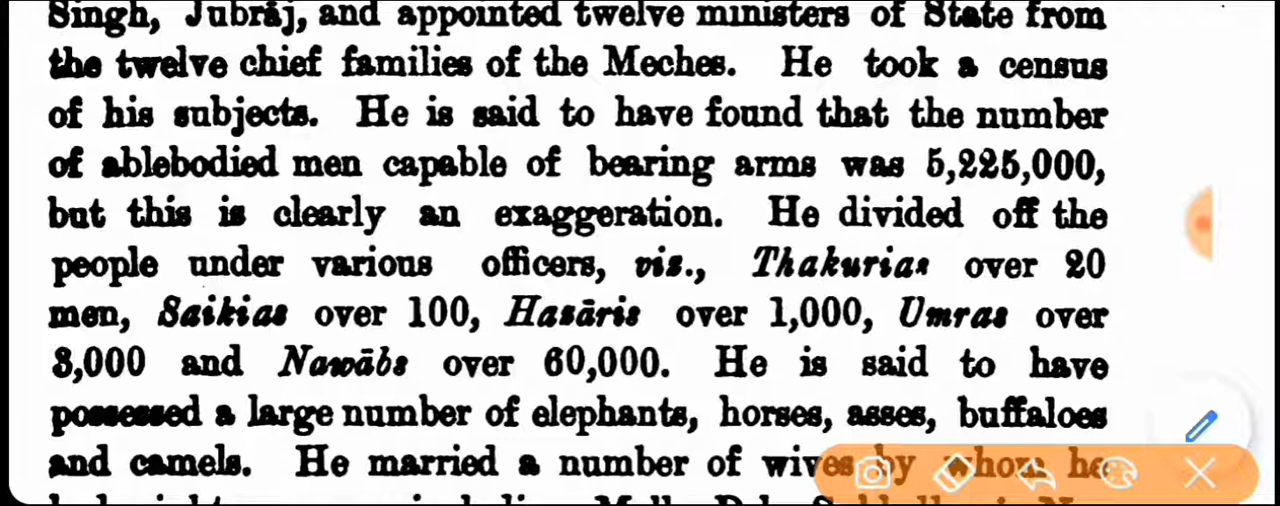 Singh, Jubrāj, and appointed twelve ministers of State from
the twelve chief families of the Meches. He took a census
of his subjects. He is said to have found that the number
of ablebodied men capable of bearing arms was 5,225,000,
but this is clearly an exaggeration. He divided off the
people under various officers, viz., Thakurias over 20
men, Saikias over 100, Hazāris over 1,000, Umras over
3,000 and Nawābs over 60,000. He is said to have
possessed a large number of elephants, horses, asses, buffaloes
and camels. He married a number of wives by whom he